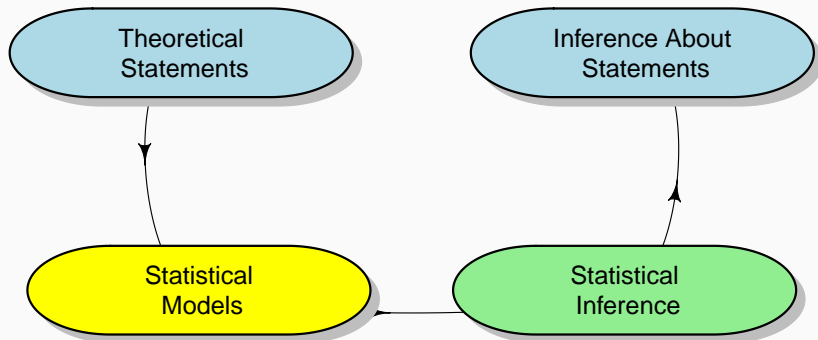 Theoretical
Statements
Inference About
Statements
Statistical
Models
Statistical
Inference